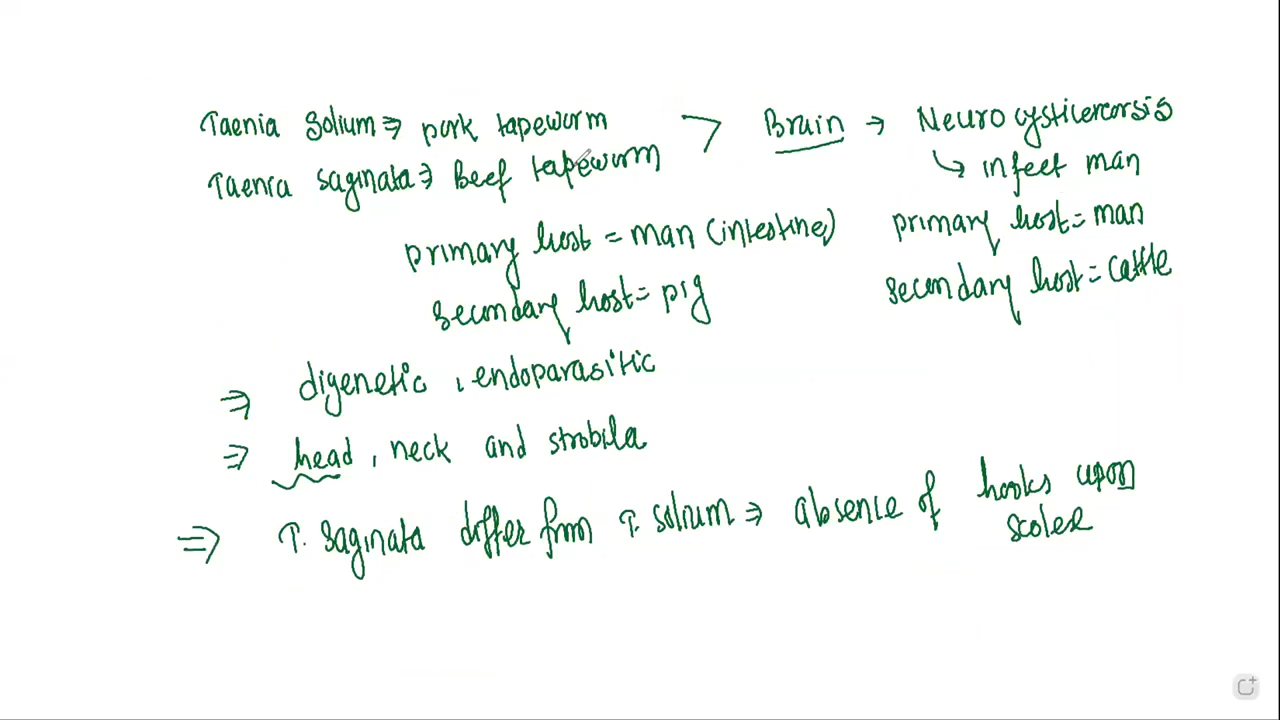 Taenia Solium ⇒ pork tapeworm > Brain → Neurocysticercorsis
Taenia saginata ⇒ Beef tapeworm ↳ infect man
primary host = man (intestine) primary host = man
secondary host = pig secondary host = cattle
⇒ digenetic, endoparasitic
⇒ head, neck and strobila
⇒ T. saginata differ from T. solium ⇒ absence of hooks upon
scolex